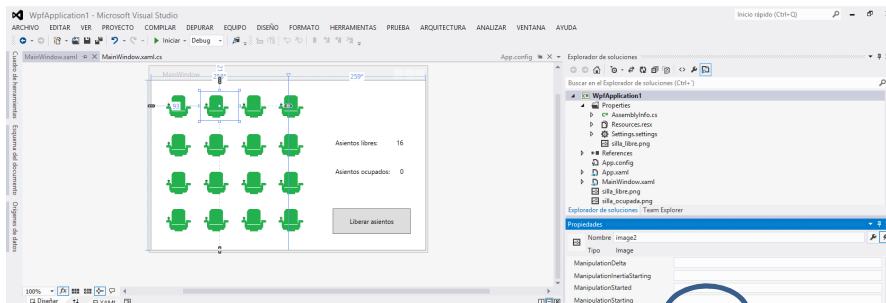 WpfApplication1 - Microsoft Visual Studio
Inicio rápido (Ctrl+Q)
ARCHIVO EDITAR VER PROYECTO COMPILAR DEPURAR EQUIPO DISEÑO FORMATO HERRAMIENTAS PRUEBA ARQUITECTURA ANALIZAR VENTANA AYUDA
Iniciar Debug
MainWindow.xaml MainWindow.xaml.cs
App.config
Explorador de soluciones
Cuadro de herramientas
Esquema del documento
Orígenes de datos
MainWindow
259*
93
Asientos libres: 16
Asientos ocupados: 0
Liberar asientos
Buscar en el Explorador de soluciones (Ctrl+´)
WpfApplication1
Properties
AssemblyInfo.cs
Resources.resx
Settings.settings
silla_libre.png
References
App.config
App.xaml
MainWindow.xaml
silla_libre.png
silla_ocupada.png
Explorador de soluciones Team Explorer
Propiedades
Nombre image2
Tipo Image
ManipulationDelta
ManipulationInertiaStarting
ManipulationStarted
ManipulationStarting
100%
Diseñar XAML